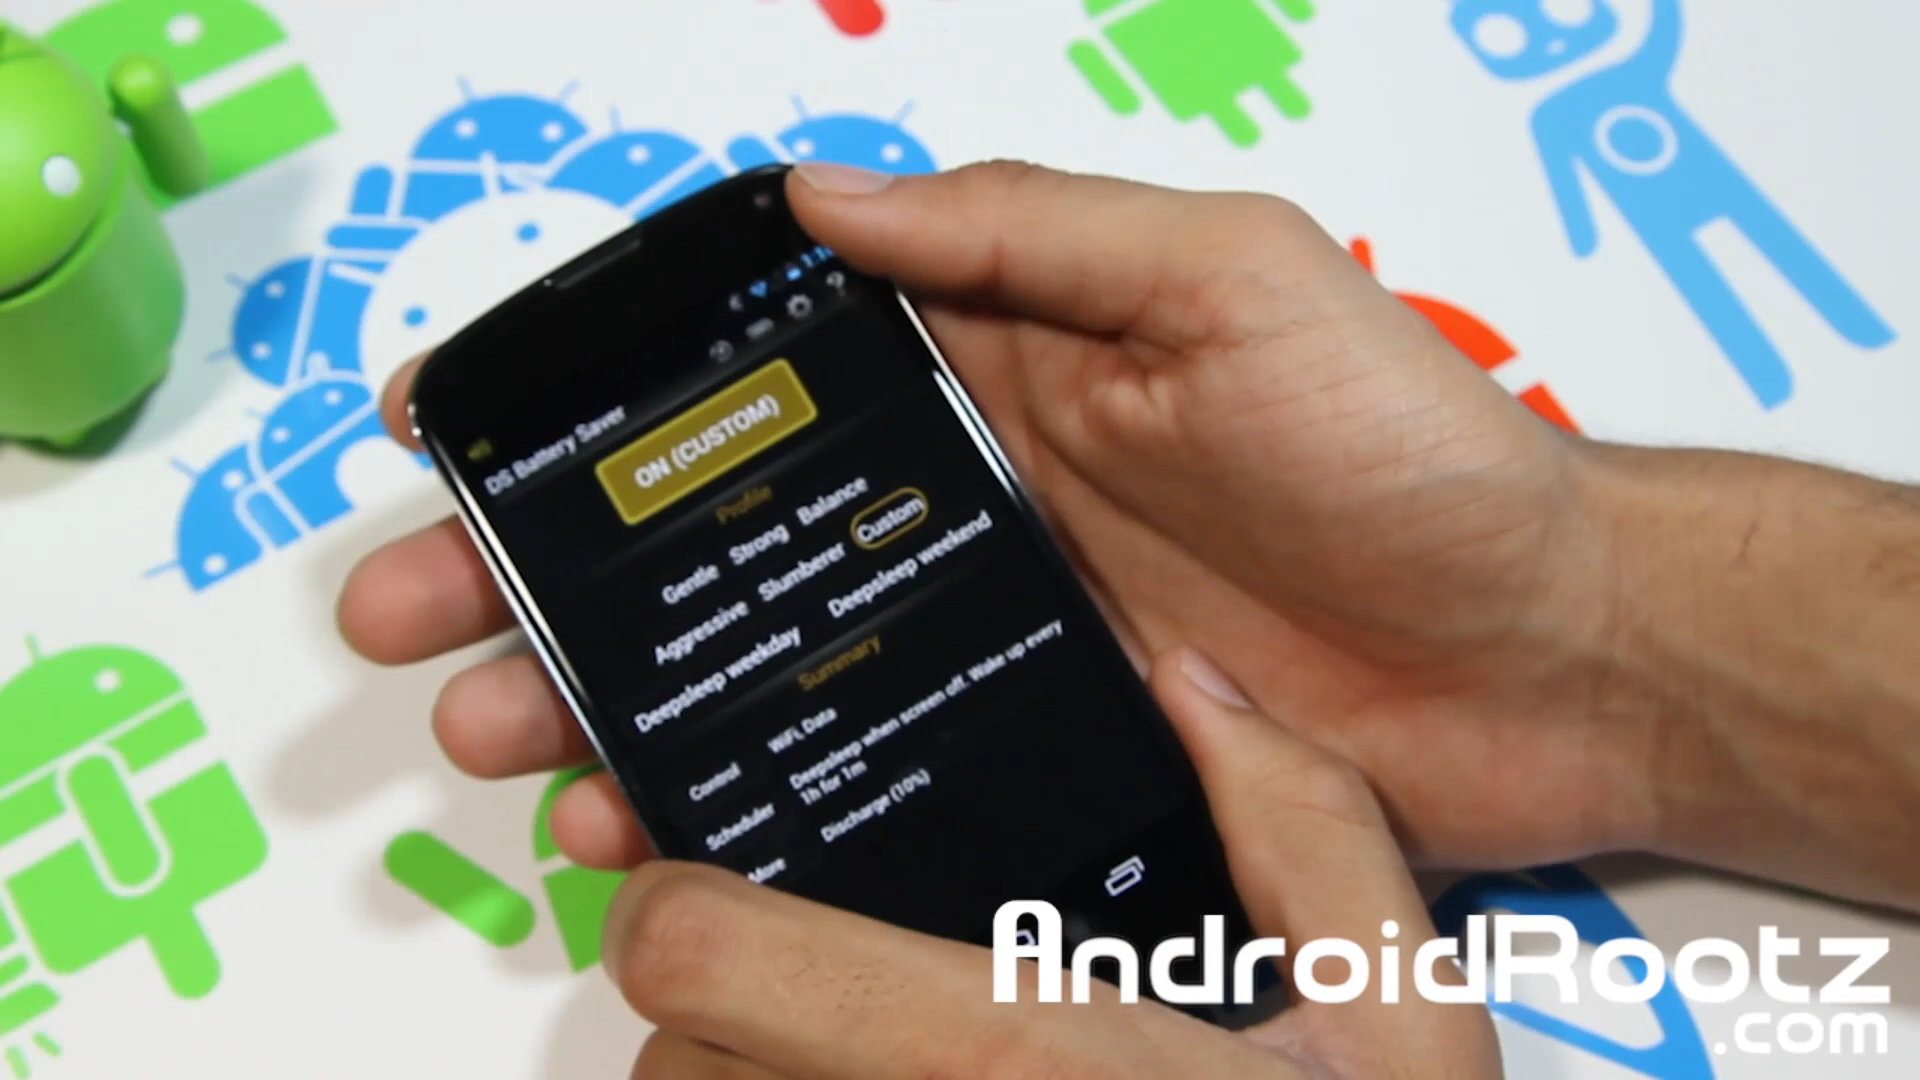 DS Battery Saver
ON (CUSTOM)
Profile
Gentle Strong Balance
Aggressive Slumberer Custom
Deepsleep weekday Deepsleep weekend
Summary
Control WiFi, Data
Scheduler Deepsleep when screen off. Wake up every
1h for 1m
More Discharge (10%)
AndroidRootz
.com